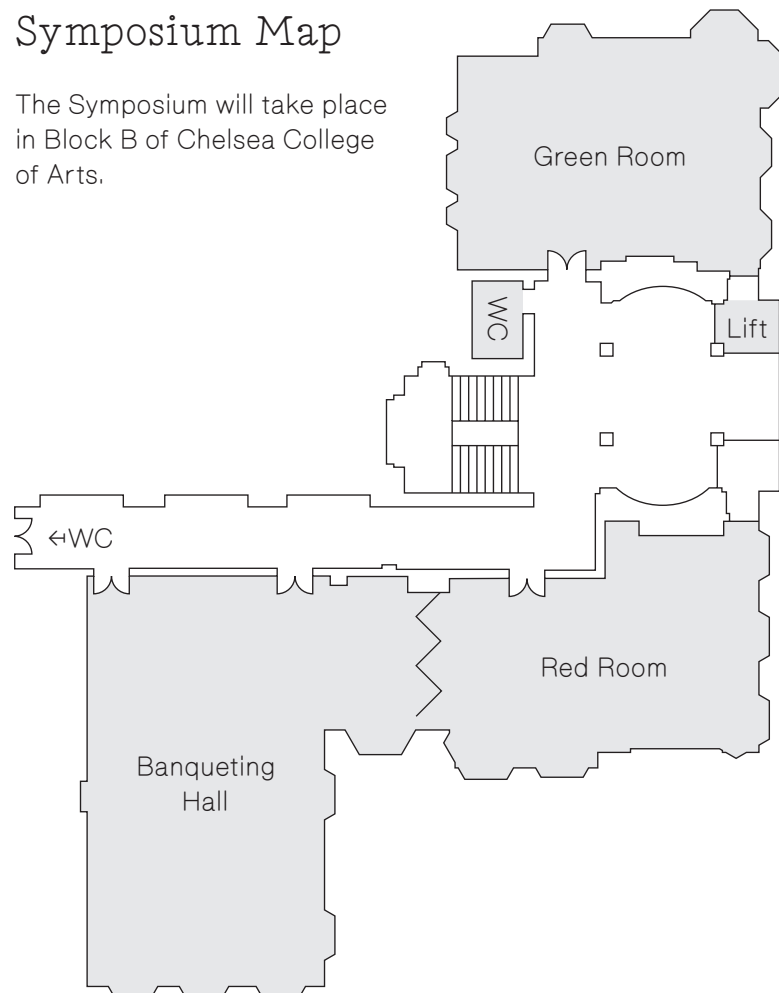 Symposium Map
The Symposium will take place
in Block B of Chelsea College
of Arts.
Green Room
WC
Lift
←WC
Red Room
Banqueting
Hall